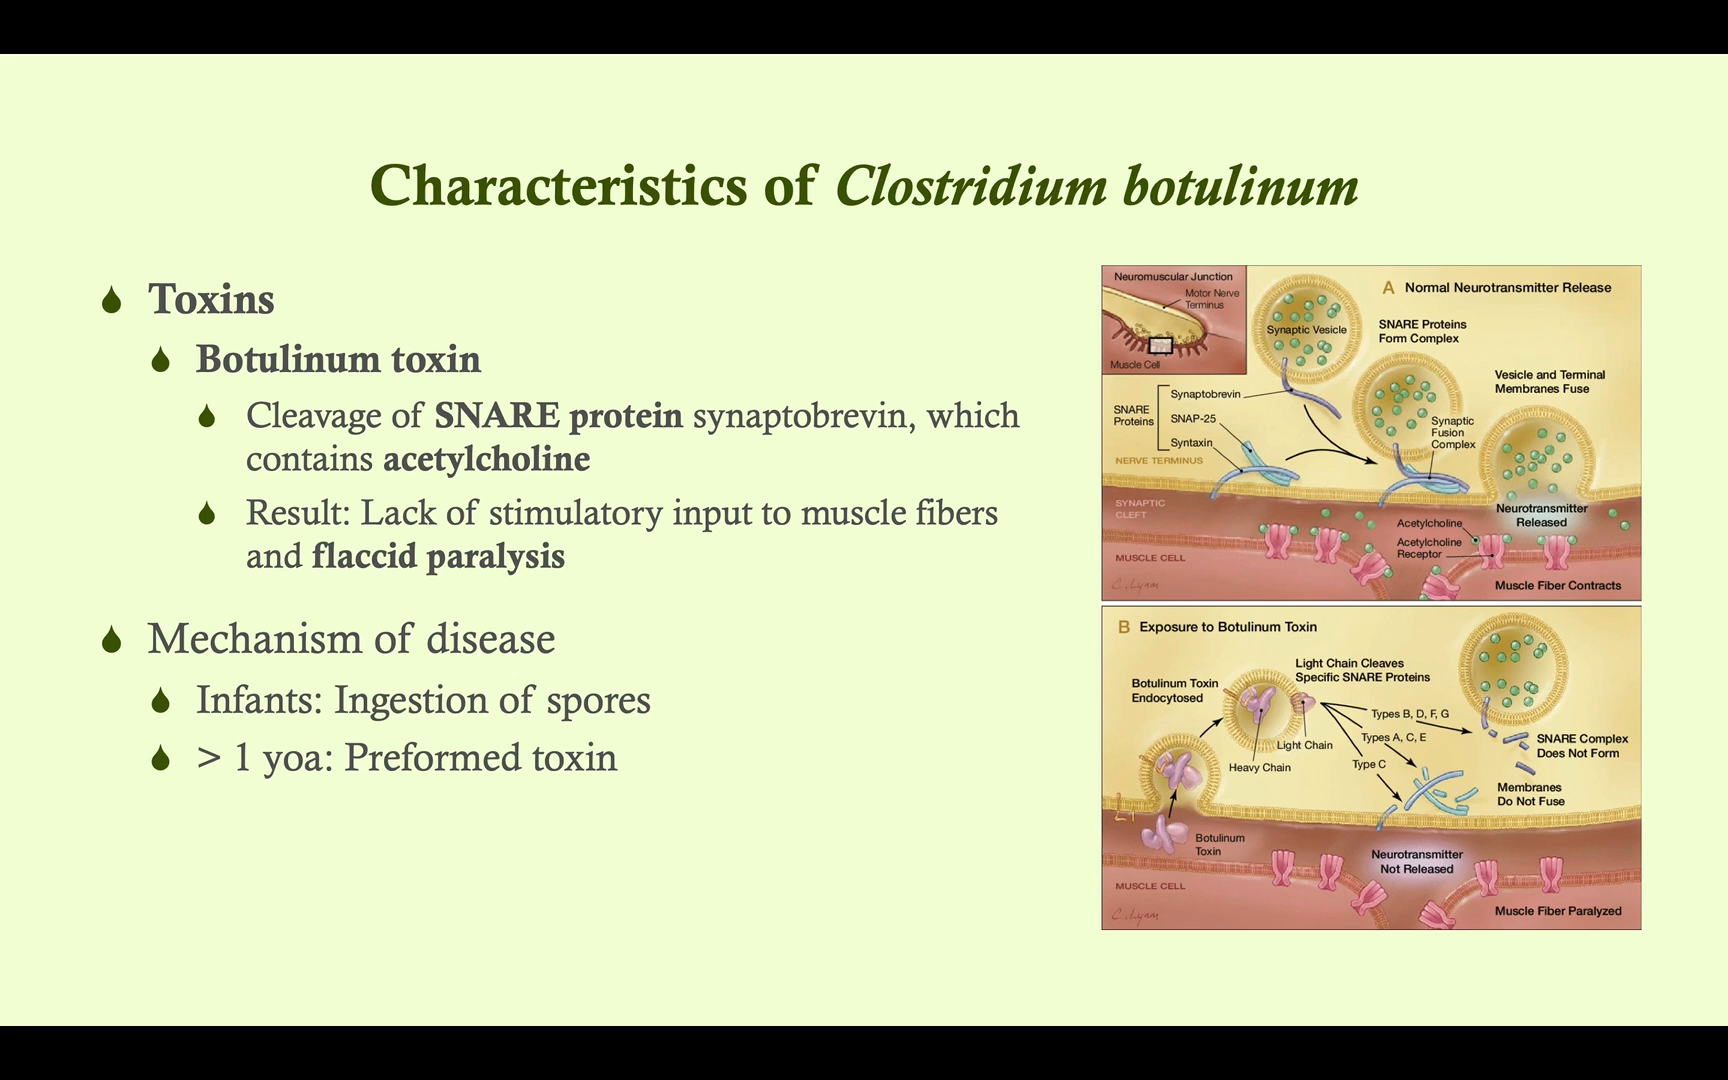 Characteristics of Clostridium botulinum
Toxins
Botulinum toxin
Cleavage of SNARE protein synaptobrevin, which
contains acetylcholine
Result: Lack of stimulatory input to muscle fibers
and flaccid paralysis
Mechanism of disease
Infants: Ingestion of spores
> 1 yoa: Preformed toxin
Neuromuscular Junction
Motor Nerve
Terminus
Muscle Cell
A Normal Neurotransmitter Release
Synaptic Vesicle
SNARE Proteins
Form Complex
Vesicle and Terminal
Membranes Fuse
SNARE
Proteins
Synaptobrevin
SNAP-25
Syntaxin
Synaptic
Fusion
Complex
NERVE TERMINUS
SYNAPTIC
CLEFT
Neurotransmitter
Released
Acetylcholine
Acetylcholine
Receptor
MUSCLE CELL
C. Lynm
Muscle Fiber Contracts
B Exposure to Botulinum Toxin
Botulinum Toxin
Endocytosed
Light Chain Cleaves
Specific SNARE Proteins
Types B, D, F, G
Types A, C, E
Type C
Light Chain
Heavy Chain
SNARE Complex
Does Not Form
Membranes
Do Not Fuse
Botulinum
Toxin
Neurotransmitter
Not Released
MUSCLE CELL
C. Lynm
Muscle Fiber Paralyzed